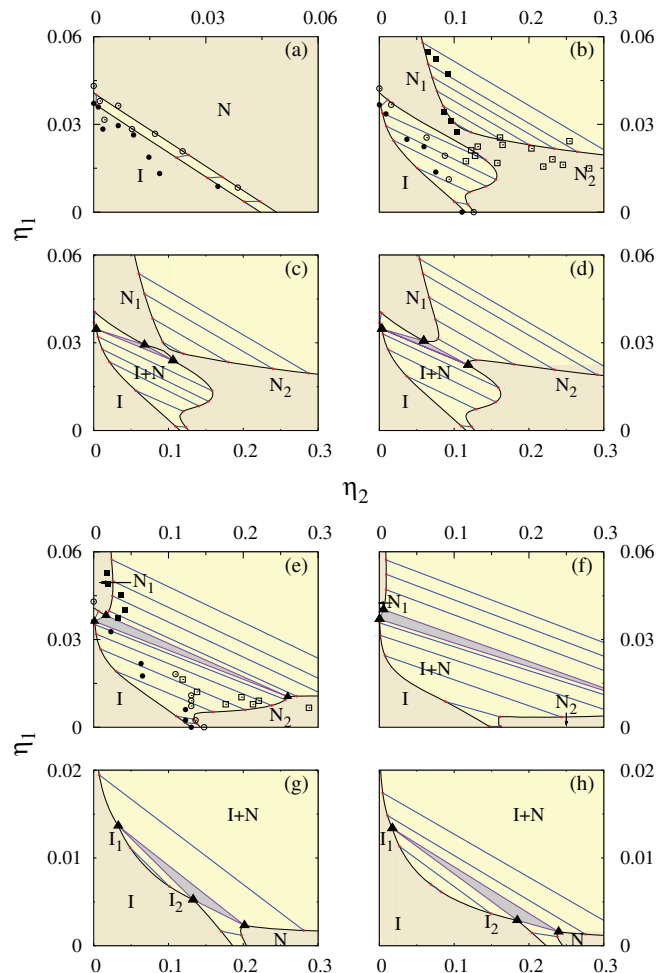 0 0.03 0.06 0 0.1 0.2 0.3
0.06 (a) (b) 0.06
N N₁
0.03 0.03
I I N₂
0 0
0.06 (c) (d) 0.06
N₁ N₁
0.03 0.03
I+N I+N
I N₂ I N₂
0 0
0 0.1 0.2 0.3 0 0.1 0.2 0.3
η₁
η₂
0 0.1 0.2 0.3 0 0.1 0.2 0.3
0.06 (e) (f) 0.06
N₁ N₁
0.03 0.03
I+N
I N₂ I N₂
0 0
η₁
0.02 (g) (h) 0.02
I+N I+N
0.01 I₁ I₁ 0.01
I I₂ N I I₂ N
0 0
0 0.1 0.2 0.3 0 0.1 0.2 0.3